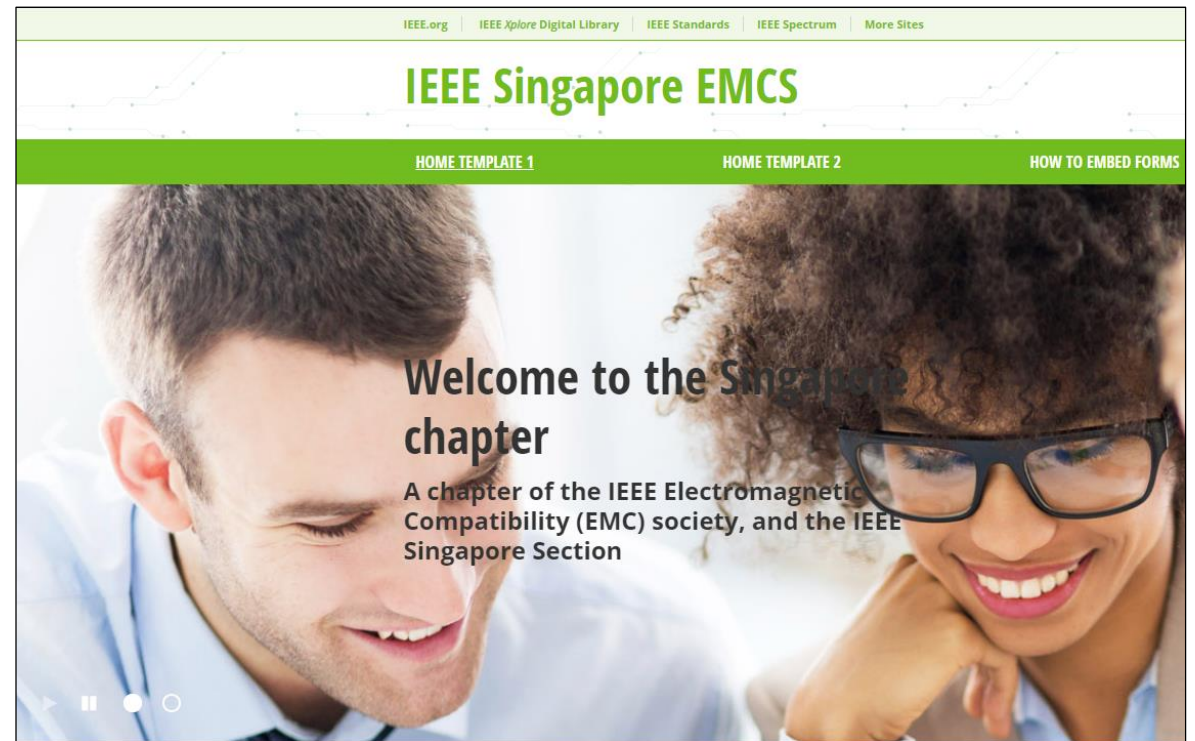 IEEE.org IEEE Xplore Digital Library IEEE Standards IEEE Spectrum More Sites
IEEE Singapore EMCS
HOME TEMPLATE 1 HOME TEMPLATE 2 HOW TO EMBED FORMS
Welcome to the Singapore
chapter
A chapter of the IEEE Electromagnetic
Compatibility (EMC) society, and the IEEE
Singapore Section